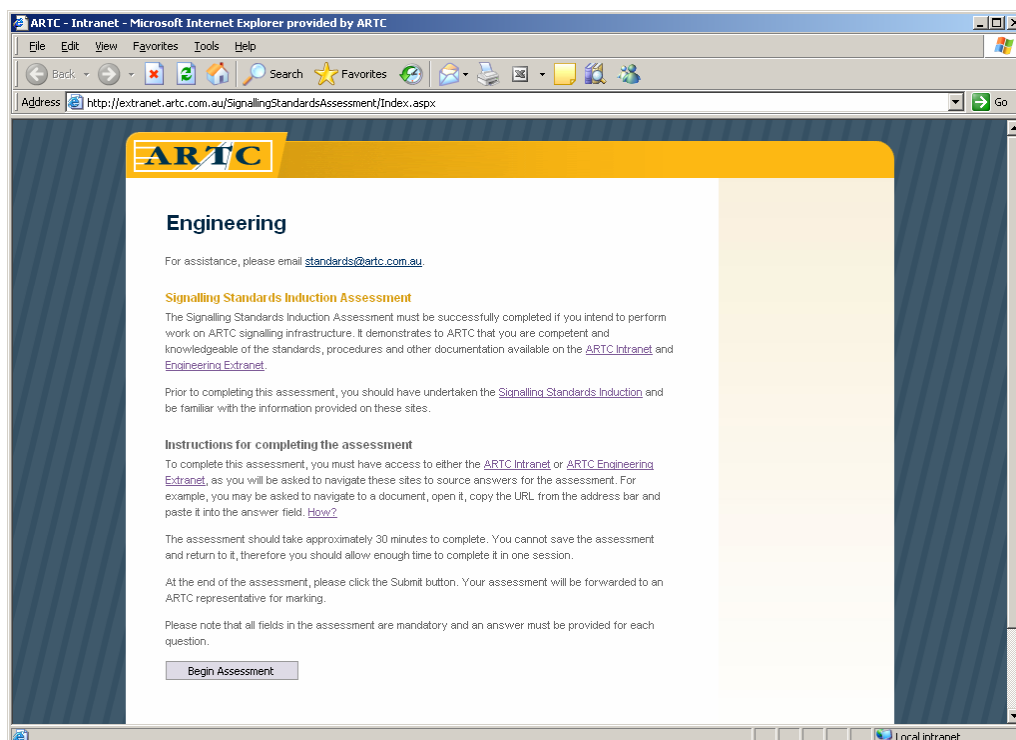 ARTC - Intranet - Microsoft Internet Explorer provided by ARTC
File Edit View Favorites Tools Help
Back Search Favorites
Address http://extranet.artc.com.au/SignallingStandardsAssessment/Index.aspx Go
ARTC
Engineering
For assistance, please email standards@artc.com.au.
Signalling Standards Induction Assessment
The Signalling Standards Induction Assessment must be successfully completed if you intend to perform
work on ARTC signalling infrastructure. It demonstrates to ARTC that you are competent and
knowledgeable of the standards, procedures and other documentation available on the ARTC Intranet and
Engineering Extranet.
Prior to completing this assessment, you should have undertaken the Signalling Standards Induction and
be familiar with the information provided on these sites.
Instructions for completing the assessment
To complete this assessment, you must have access to either the ARTC Intranet or ARTC Engineering
Extranet, as you will be asked to navigate these sites to source answers for the assessment. For
example, you may be asked to navigate to a document, open it, copy the URL from the address bar and
paste it into the answer field. How?
The assessment should take approximately 30 minutes to complete. You cannot save the assessment
and return to it, therefore you should allow enough time to complete it in one session.
At the end of the assessment, please click the Submit button. Your assessment will be forwarded to an
ARTC representative for marking.
Please note that all fields in the assessment are mandatory and an answer must be provided for each
question.
Begin Assessment
Local intranet